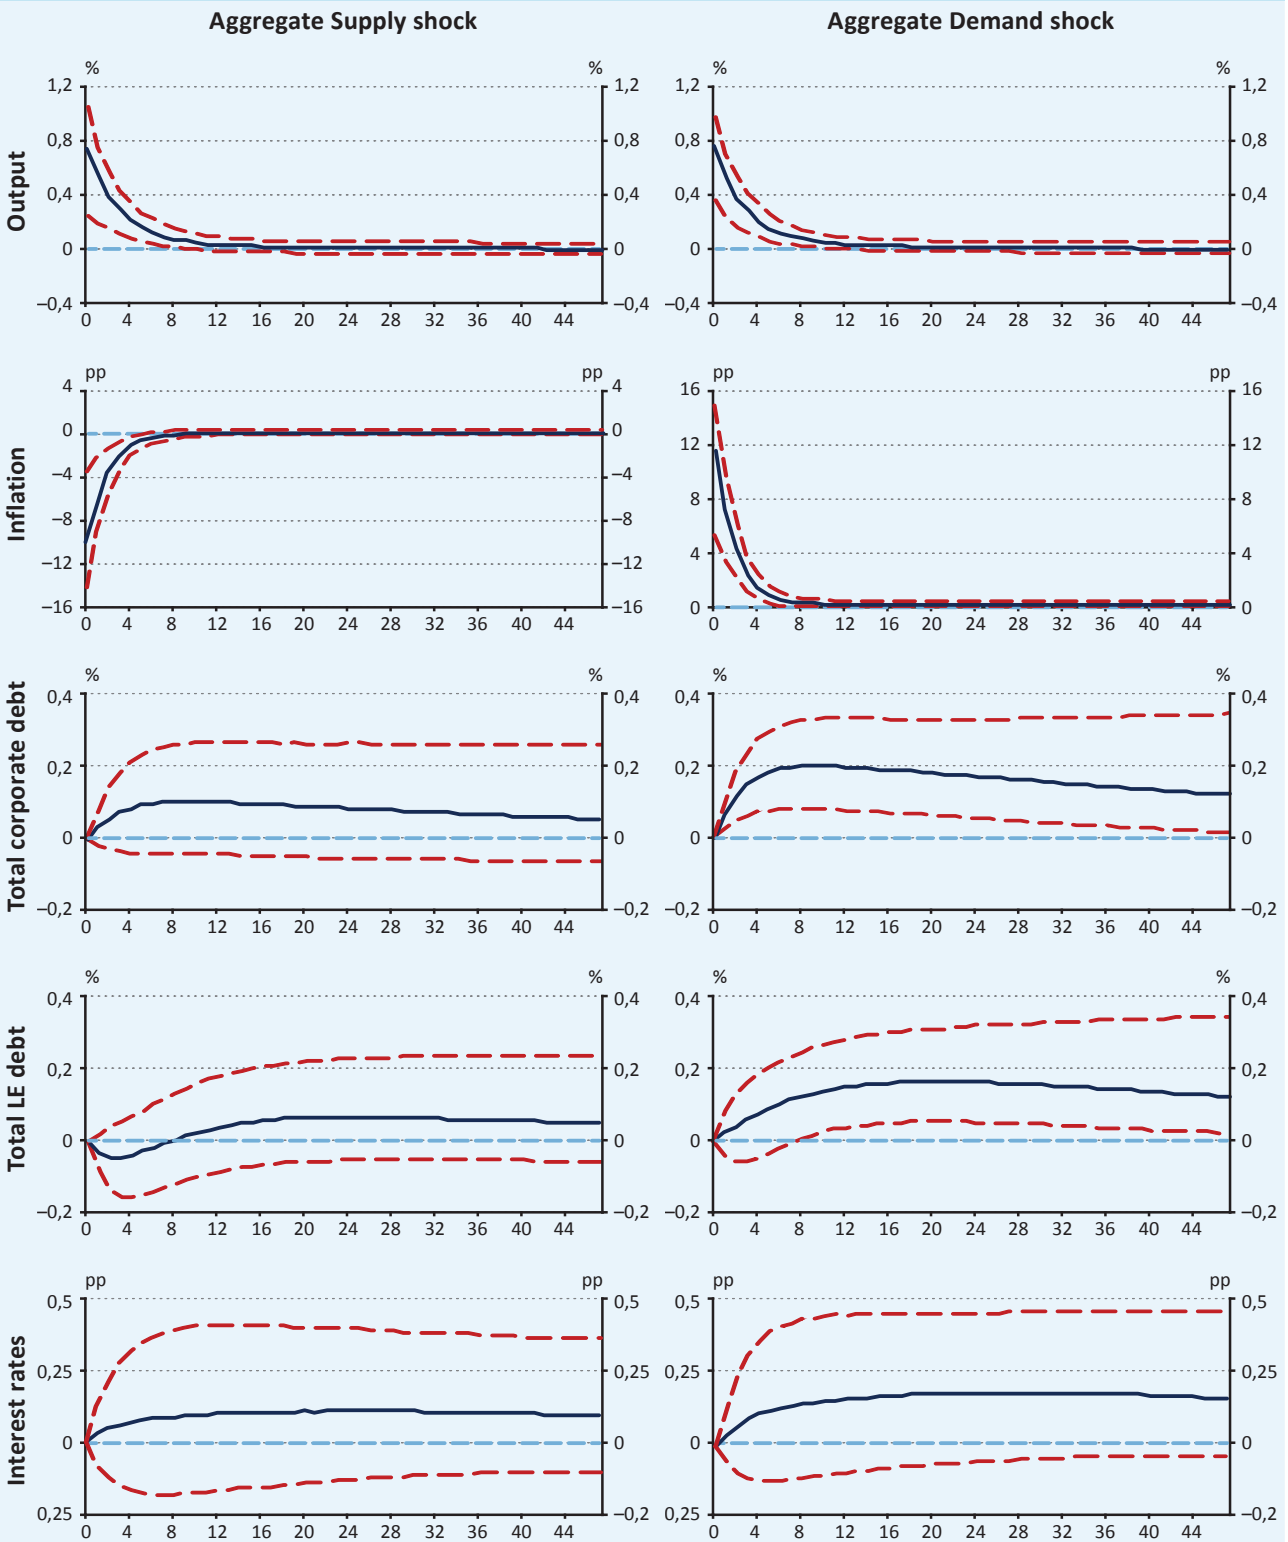 Aggregate Supply shock
Aggregate Demand shock
Output
% %
1,2 1,2
0,8 0,8
0,4 0,4
0 0
−0,4 −0,4
0 4 8 12 16 20 24 28 32 36 40 44
% %
1,2 1,2
0,8 0,8
0,4 0,4
0 0
−0,4 −0,4
0 4 8 12 16 20 24 28 32 36 40 44
Inflation
pp pp
4 4
0 0
−4 −4
−8 −8
−12 −12
−16 −16
0 4 8 12 16 20 24 28 32 36 40 44
pp pp
16 16
12 12
8 8
4 4
0 0
0 4 8 12 16 20 24 28 32 36 40 44
Total corporate debt
% %
0,4 0,4
0,2 0,2
0 0
−0,2 −0,2
0 4 8 12 16 20 24 28 32 36 40 44
% %
0,4 0,4
0,2 0,2
0 0
−0,2 −0,2
0 4 8 12 16 20 24 28 32 36 40 44
Total LE debt
% %
0,4 0,4
0,2 0,2
0 0
−0,2 −0,2
0 4 8 12 16 20 24 28 32 36 40 44
% %
0,4 0,4
0,2 0,2
0 0
−0,2 −0,2
0 4 8 12 16 20 24 28 32 36 40 44
Interest rates
pp pp
0,5 0,5
0,25 0,25
0 0
0,25 −0,2
0 4 8 12 16 20 24 28 32 36 40 44
pp pp
0,5 0,5
0,25 0,25
0 0
0,25 −0,2
0 4 8 12 16 20 24 28 32 36 40 44